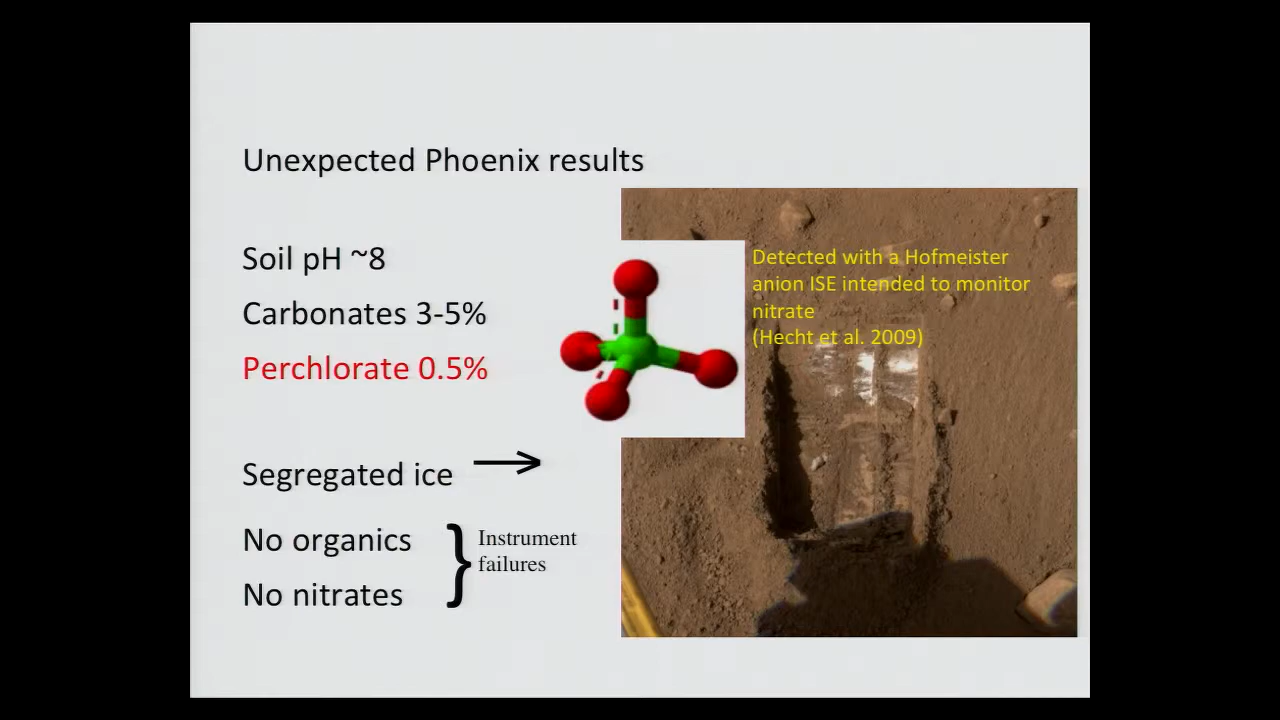 Unexpected Phoenix results
Soil pH ~8
Carbonates 3-5%
Perchlorate 0.5%
Detected with a Hofmeister
anion ISE intended to monitor
nitrate
(Hecht et al. 2009)
Segregated ice
No organics
No nitrates
Instrument
failures